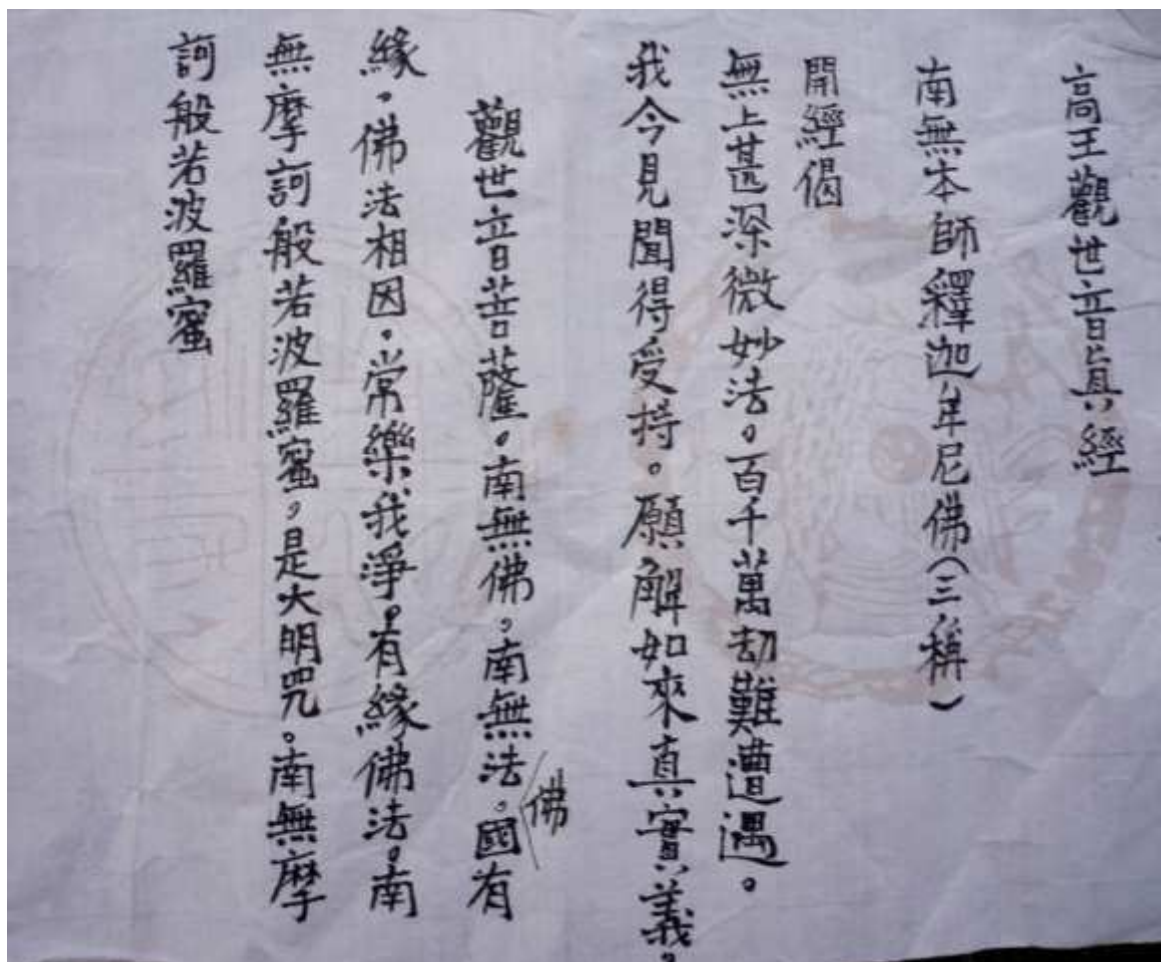 高王觀世音真經
南無本師釋迦牟尼佛(三稱)
開經偈
無上甚深微妙法。百千萬劫難遭遇。
我今見聞得受持。願解如來真實義。
觀世音菩薩。南無佛。南無法。佛國有
緣。佛法相因。常樂我淨。有緣佛法。南
無摩訶般若波羅蜜。是大明咒。南無摩
訶般若波羅蜜